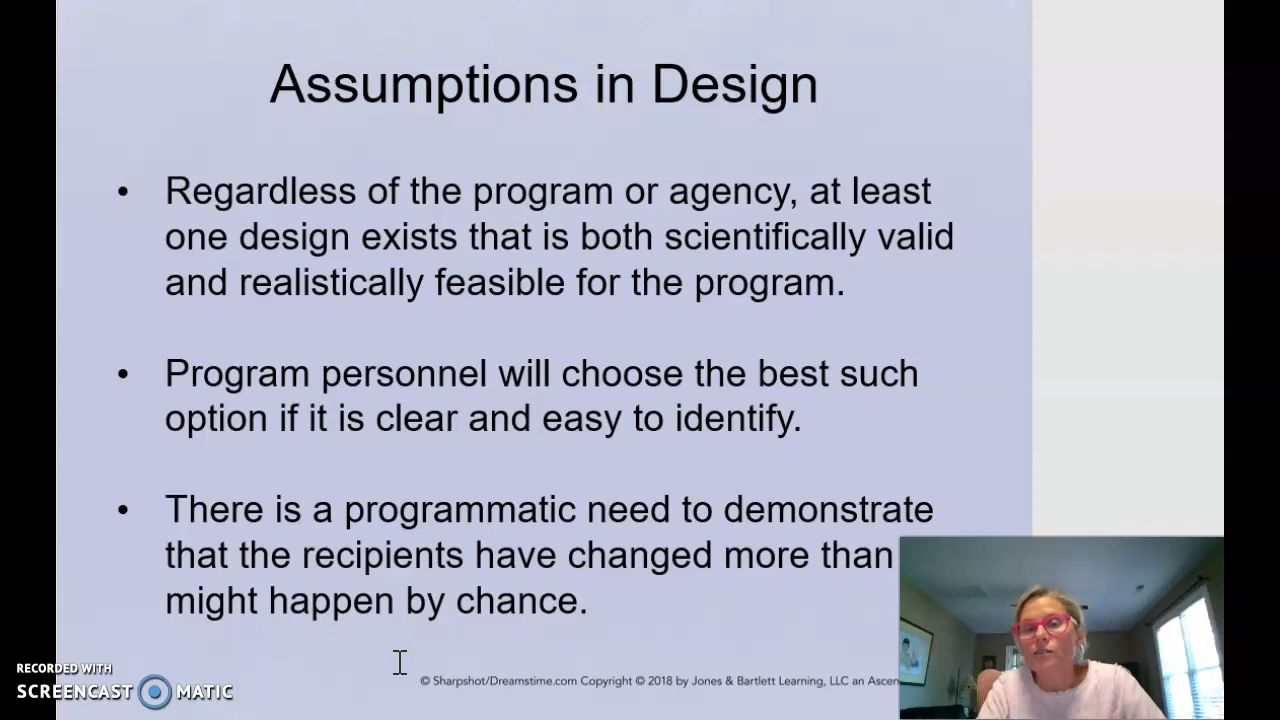 Assumptions in Design
• Regardless of the program or agency, at least
one design exists that is both scientifically valid
and realistically feasible for the program.
• Program personnel will choose the best such
option if it is clear and easy to identify.
• There is a programmatic need to demonstrate
that the recipients have changed more than
might happen by chance.
© Sharpshot/Dreamstime.com Copyright © 2018 by Jones & Bartlett Learning, LLC an Ascen
RECORDED WITH
SCREENCAST MATIC